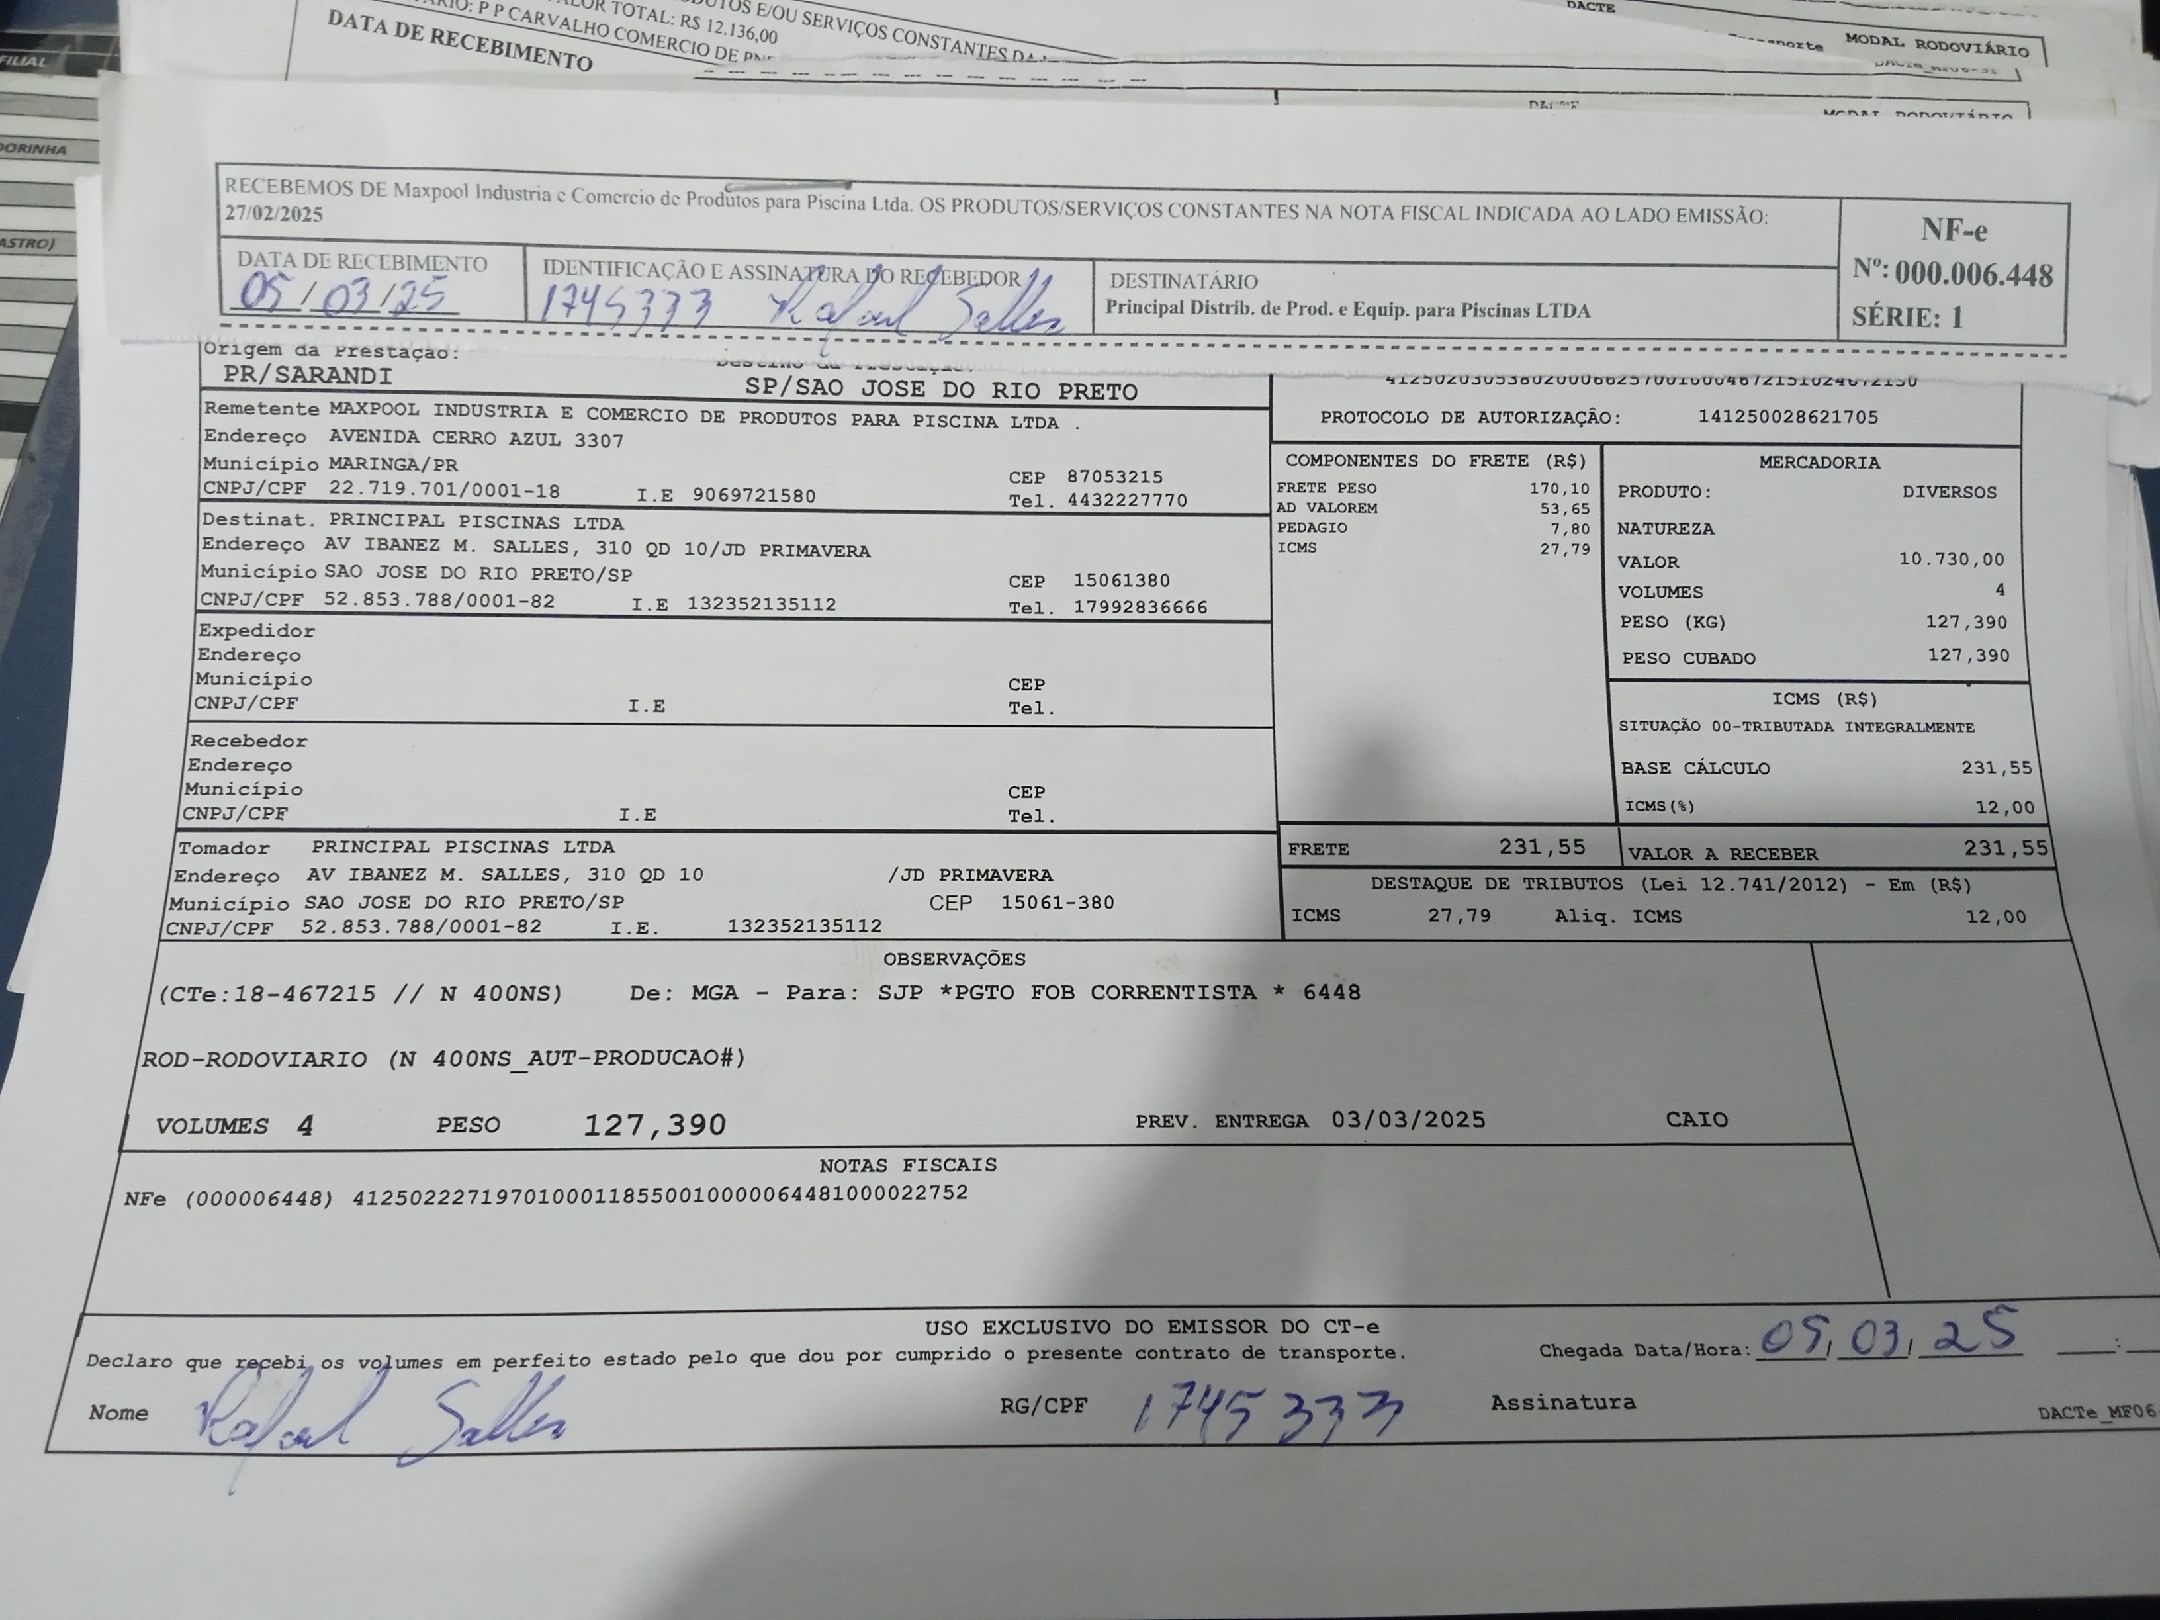 VALOR TOTAL: R$ 12.136,00
E/OU SERVIÇOS CONSTANTES DA
P P CARVALHO COMERCIO DE
DATA DE RECEBIMENTO
DACTE
MODAL RODOVIÁRIO
FILIAL
DORINHA
ASTRO)
RECEBEMOS DE Maxpool Industria e Comercio de Produtos para Piscina Ltda. OS PRODUTOS/SERVIÇOS CONSTANTES NA NOTA FISCAL INDICADA AO LADO EMISSÃO:
27/02/2025
NF-e
Nº: 000.006.448
SÉRIE: 1
DATA DE RECEBIMENTO
05/03/25
IDENTIFICAÇÃO E ASSINATURA DO RECEBEDOR
1745333 Rafael Salles
DESTINATÁRIO
Principal Distrib. de Prod. e Equip. para Piscinas LTDA
Origem da Prestação:
PR/SARANDI
SP/SAO JOSE DO RIO PRETO
PROTOCOLO DE AUTORIZAÇÃO: 141250028621705
Remetente MAXPOOL INDUSTRIA E COMERCIO DE PRODUTOS PARA PISCINA LTDA .
Endereço AVENIDA CERRO AZUL 3307
Município MARINGA/PR CEP 87053215
CNPJ/CPF 22.719.701/0001-18 I.E 9069721580 Tel. 4432227770
Destinat. PRINCIPAL PISCINAS LTDA
Endereço AV IBANEZ M. SALLES, 310 QD 10/JD PRIMAVERA
Município SAO JOSE DO RIO PRETO/SP CEP 15061380
CNPJ/CPF 52.853.788/0001-82 I.E 132352135112 Tel. 17992836666
Expedidor
Endereço
Município CEP
CNPJ/CPF I.E Tel.
Recebedor
Endereço
Município CEP
CNPJ/CPF I.E Tel.
Tomador PRINCIPAL PISCINAS LTDA
Endereço AV IBANEZ M. SALLES, 310 QD 10 /JD PRIMAVERA
Município SAO JOSE DO RIO PRETO/SP CEP 15061-380
CNPJ/CPF 52.853.788/0001-82 I.E. 132352135112
COMPONENTES DO FRETE (R$)
FRETE PESO 170,10
AD VALOREM 53,65
PEDAGIO 7,80
ICMS 27,79
MERCADORIA
PRODUTO: DIVERSOS
NATUREZA
VALOR 10.730,00
VOLUMES 4
PESO (KG) 127,390
PESO CUBADO 127,390
ICMS (R$)
SITUAÇÃO 00-TRIBUTADA INTEGRALMENTE
BASE CÁLCULO 231,55
ICMS(%) 12,00
FRETE 231,55 VALOR A RECEBER 231,55
DESTAQUE DE TRIBUTOS (Lei 12.741/2012) - Em (R$)
ICMS 27,79 Aliq. ICMS 12,00
OBSERVAÇÕES
(CTe:18-467215 // N 400NS) De: MGA - Para: SJP *PGTO FOB CORRENTISTA * 6448
ROD-RODOVIARIO (N 400NS_AUT-PRODUCAO#)
VOLUMES 4 PESO 127,390 PREV. ENTREGA 03/03/2025 CAIO
NOTAS FISCAIS
NFe (000006448) 41250222719701000118550010000064481000022752
USO EXCLUSIVO DO EMISSOR DO CT-e
Declaro que recebi os volumes em perfeito estado pelo que dou por cumprido o presente contrato de transporte. Chegada Data/Hora: 05/03/25
Nome Rafael Salles RG/CPF 1745333 Assinatura
DACTe_MF06